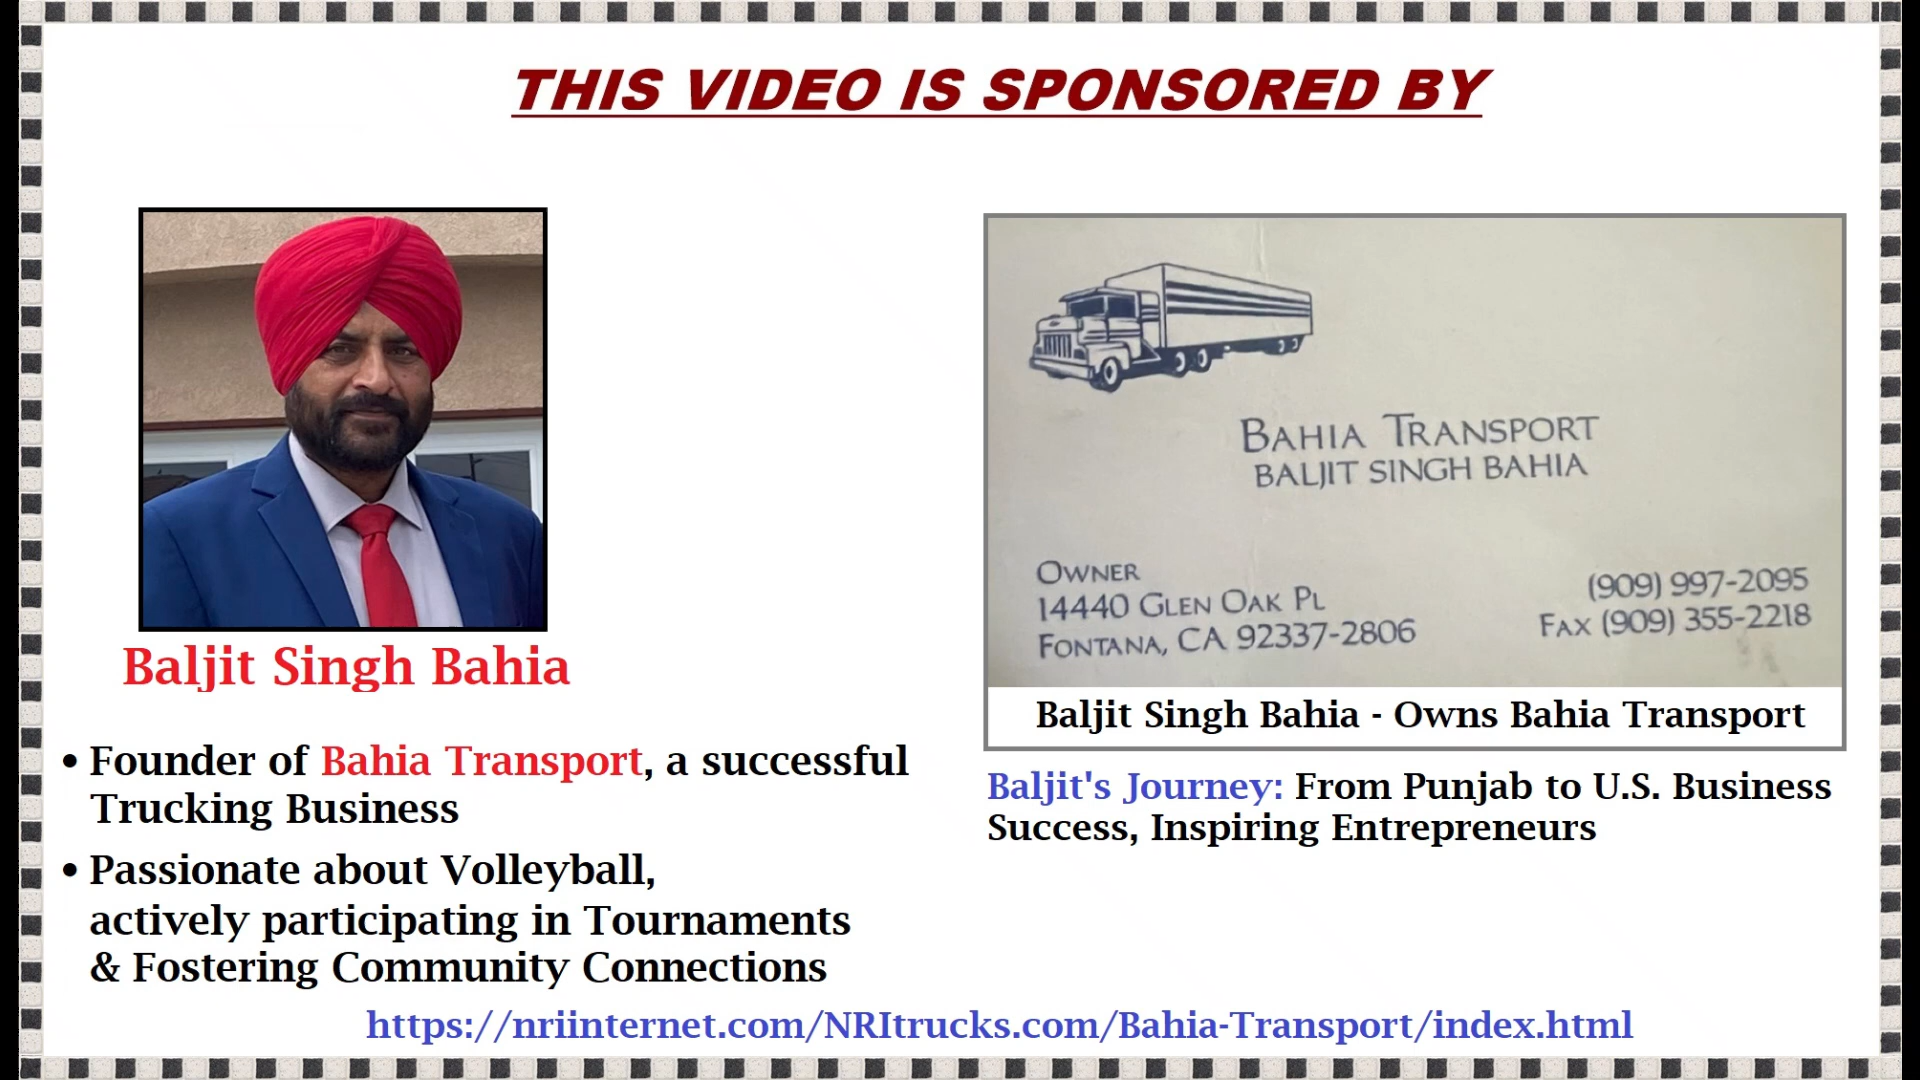 THIS VIDEO IS SPONSORED BY
Baljit Singh Bahia
• Founder of Bahia Transport, a successful
Trucking Business
• Passionate about Volleyball,
actively participating in Tournaments
& Fostering Community Connections
BAHIA TRANSPORT
BALJIT SINGH BAHIA
OWNER
14440 GLEN OAK PL
FONTANA, CA 92337-2806
(909) 997-2095
FAX (909) 355-2218
Baljit Singh Bahia - Owns Bahia Transport
Baljit's Journey: From Punjab to U.S. Business
Success, Inspiring Entrepreneurs
https://nriinternet.com/NRItrucks.com/Bahia-Transport/index.html